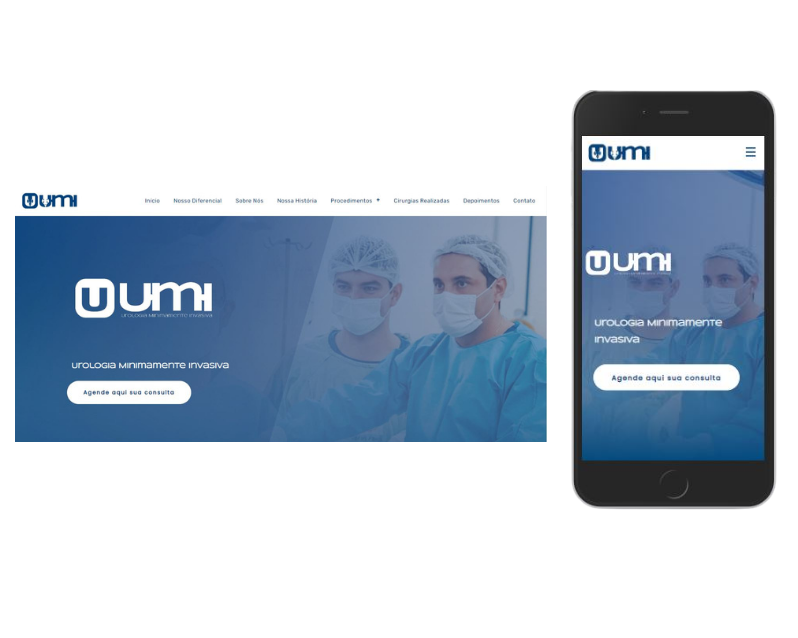 UMI
Início Nosso Diferencial Sobre Nós Nossa História Procedimentos Cirurgias Realizadas Depoimentos Contato
UMI
UROLOGIA MINIMAMENTE INVASIVA
UROLOGIA MINIMAMENTE INVASIVA
Agende aqui sua consulta
UMI
UMI
UROLOGIA MINIMAMENTE
INVASIVA
Agende aqui sua consulta